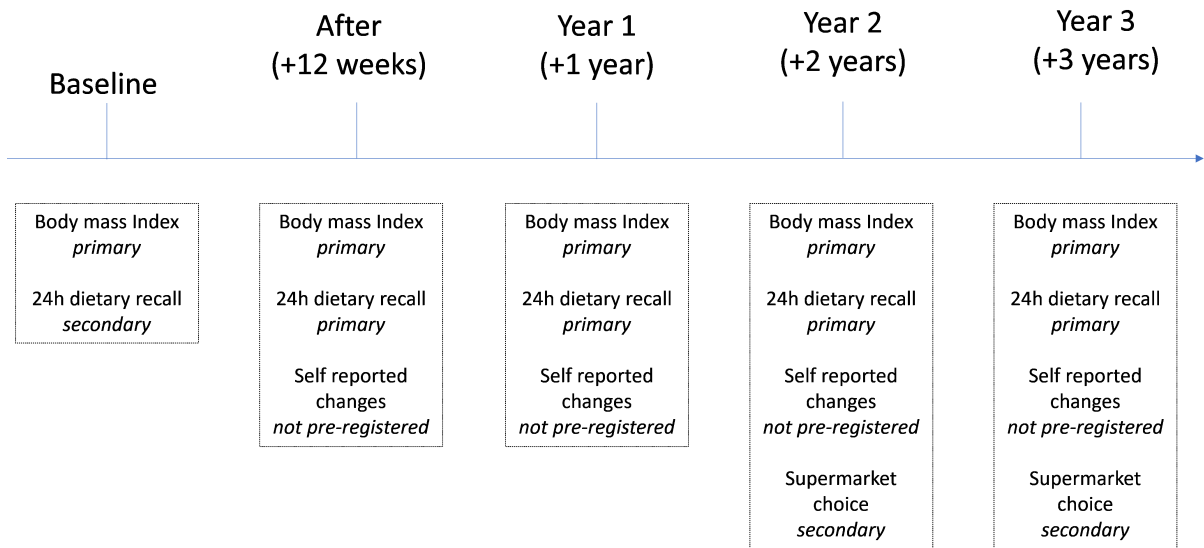 Baseline
After
(+12 weeks)
Year 1
(+1 year)
Year 2
(+2 years)
Year 3
(+3 years)
Body mass Index
primary
24h dietary recall
secondary
Body mass Index
primary
24h dietary recall
primary
Self reported
changes
not pre-registered
Body mass Index
primary
24h dietary recall
primary
Self reported
changes
not pre-registered
Body mass Index
primary
24h dietary recall
primary
Self reported
changes
not pre-registered
Supermarket
choice
secondary
Body mass Index
primary
24h dietary recall
primary
Self reported
changes
not pre-registered
Supermarket
choice
secondary